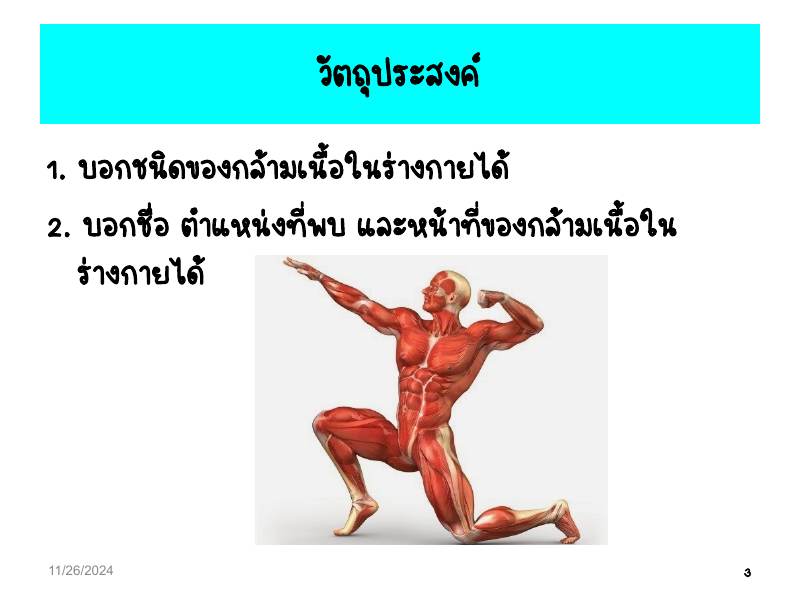 วัตถุประสงค์
1. บอกชนิดของกล้ามเนื้อในร่างกายได้
2. บอกชื่อ ตำแหน่งที่พบ และหน้าที่ของกล้ามเนื้อใน
ร่างกายได้
11/26/2024
3